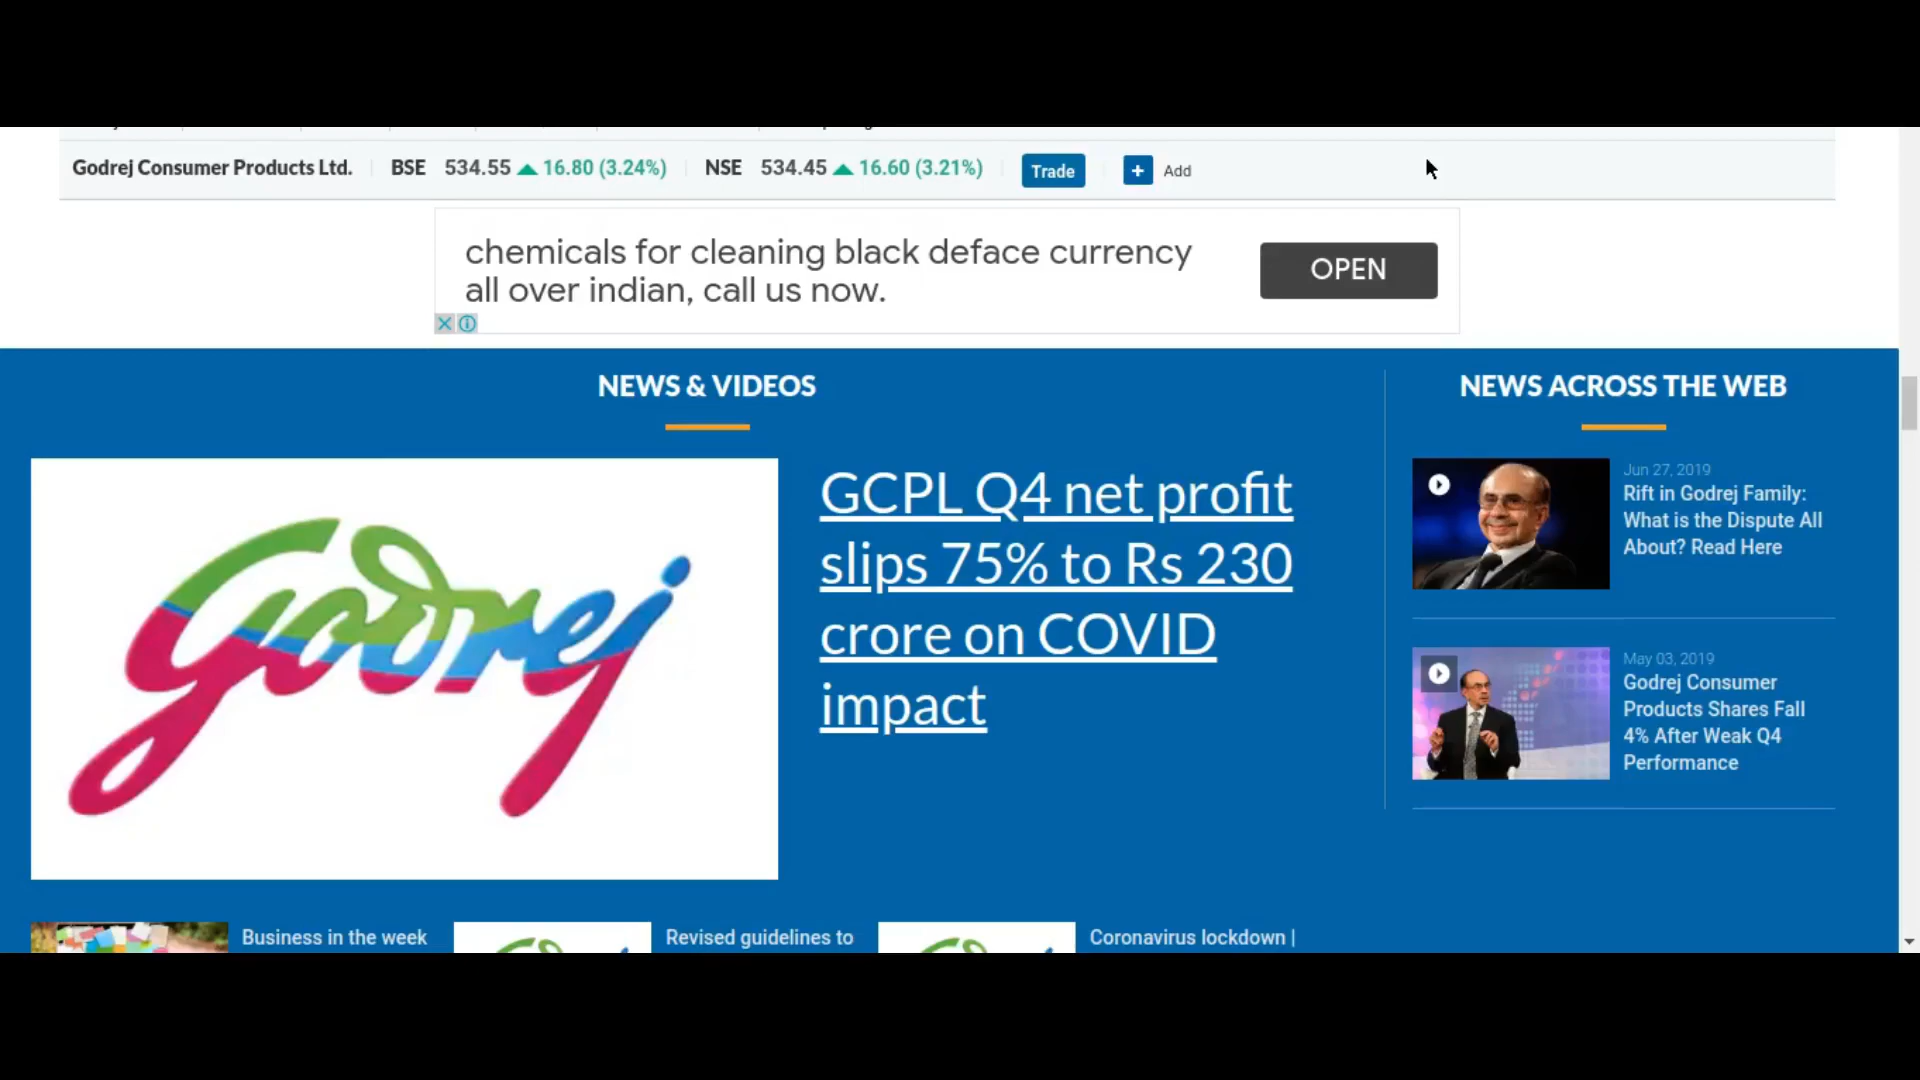 Godrej Consumer Products Ltd. BSE 534.55 16.80 (3.24%) NSE 534.45 16.60 (3.21%) Trade + Add
chemicals for cleaning black deface currency
all over indian, call us now.
OPEN
NEWS & VIDEOS
godrej
GCPL Q4 net profit
slips 75% to Rs 230
crore on COVID
impact
NEWS ACROSS THE WEB
Jun 27, 2019
Rift in Godrej Family:
What is the Dispute All
About? Read Here
May 03, 2019
Godrej Consumer
Products Shares Fall
4% After Weak Q4
Performance
Business in the week
Revised guidelines to
Coronavirus lockdown |